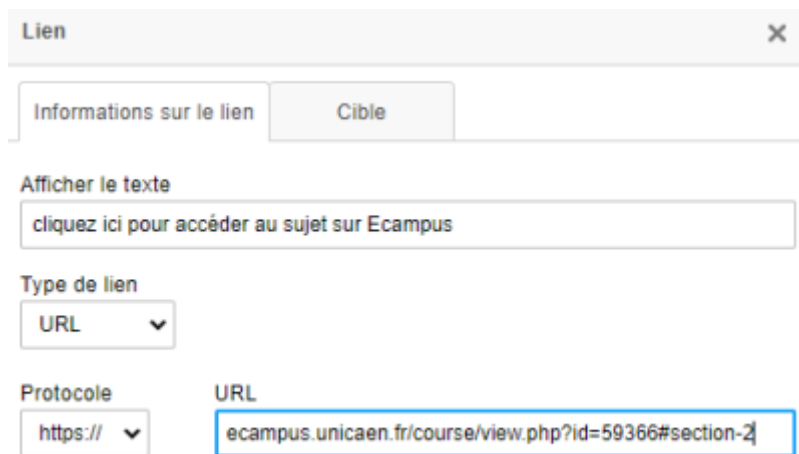 Lien
Informations sur le lien Cible
Afficher le texte
cliquez ici pour accéder au sujet sur Ecampus
Type de lien
URL
Protocole URL
https:// ecampus.unicaen.fr/course/view.php?id=59366#section-2